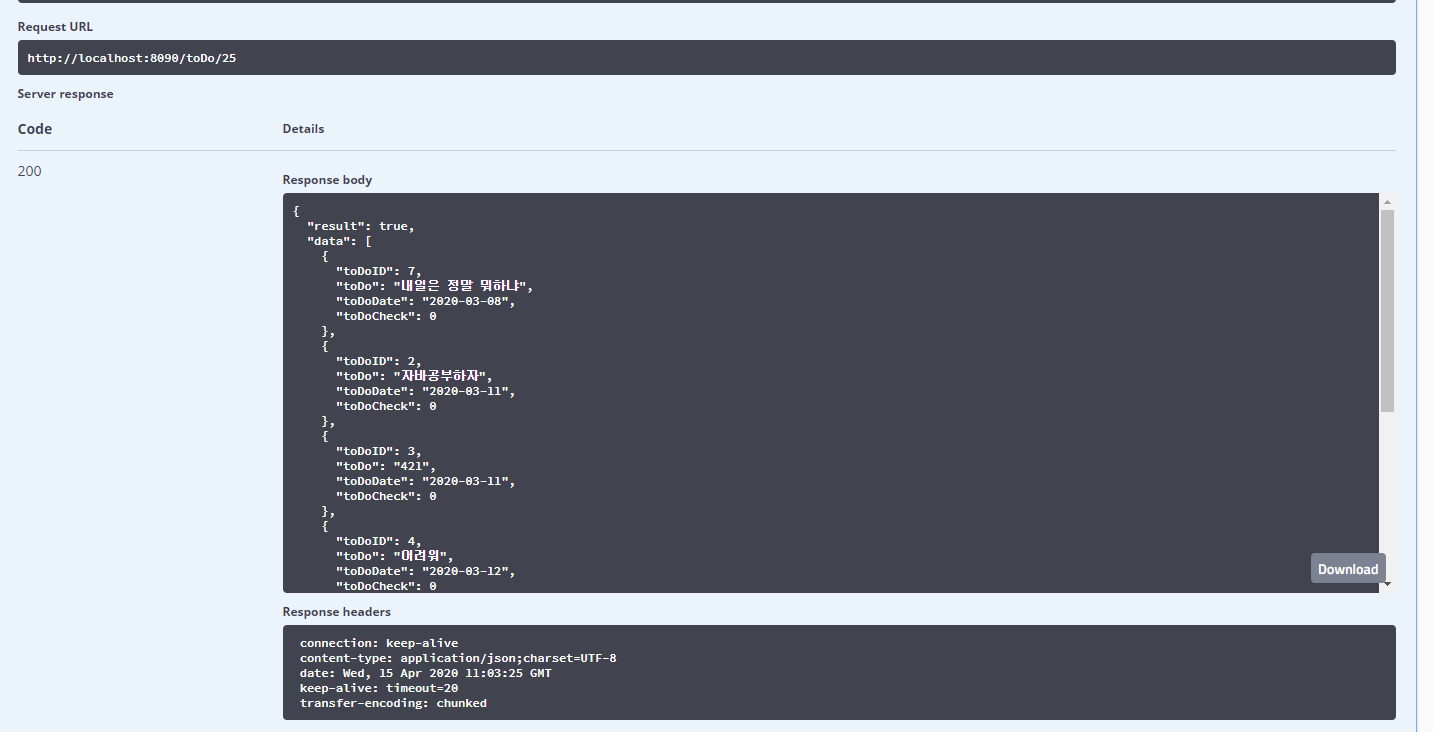 Request URL
http://localhost:8090/toDo/25
Server response
Code Details
200
Response body
{
  "result": true,
  "data": [
    {
      "toDoID": 7,
      "toDo": "내일은 정말 뭐하냐",
      "toDoDate": "2020-03-08",
      "toDoCheck": 0
    },
    {
      "toDoID": 2,
      "toDo": "자바공부하자",
      "toDoDate": "2020-03-11",
      "toDoCheck": 0
    },
    {
      "toDoID": 3,
      "toDo": "421",
      "toDoDate": "2020-03-11",
      "toDoCheck": 0
    },
    {
      "toDoID": 4,
      "toDo": "어려워",
      "toDoDate": "2020-03-12",
      "toDoCheck": 0
Download
Response headers
connection: keep-alive
content-type: application/json;charset=UTF-8
date: Wed, 15 Apr 2020 11:03:25 GMT
keep-alive: timeout=20
transfer-encoding: chunked